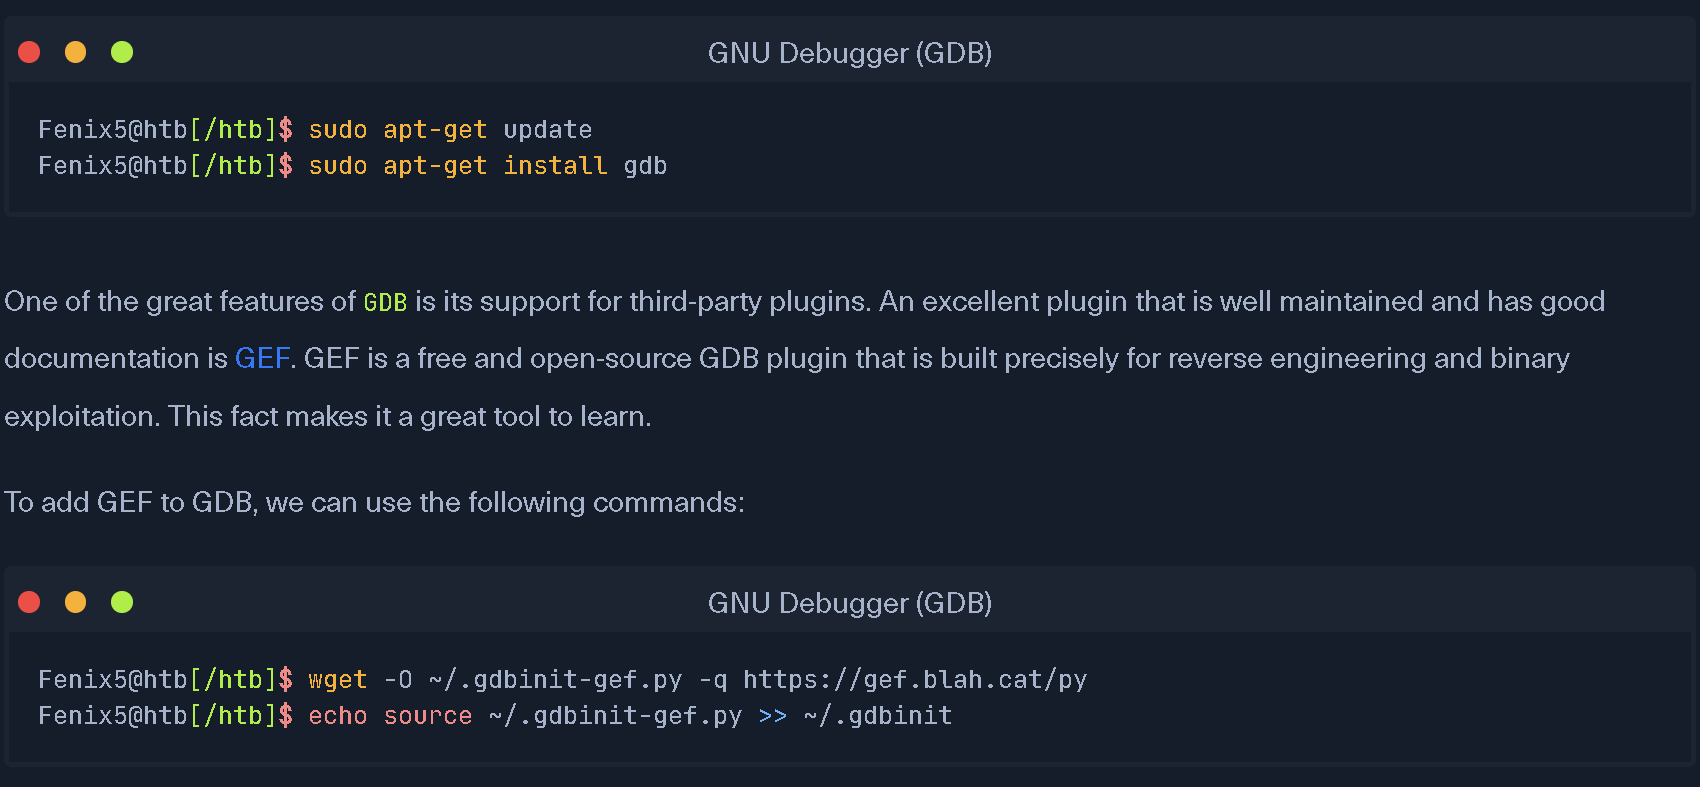 GNU Debugger (GDB)
Fenix5@htb[/htb]$ sudo apt-get update
Fenix5@htb[/htb]$ sudo apt-get install gdb
One of the great features of GDB is its support for third-party plugins. An excellent plugin that is well maintained and has good
documentation is GEF. GEF is a free and open-source GDB plugin that is built precisely for reverse engineering and binary
exploitation. This fact makes it a great tool to learn.
To add GEF to GDB, we can use the following commands:
GNU Debugger (GDB)
Fenix5@htb[/htb]$ wget -O ~/.gdbinit-gef.py -q https://gef.blah.cat/py
Fenix5@htb[/htb]$ echo source ~/.gdbinit-gef.py >> ~/.gdbinit